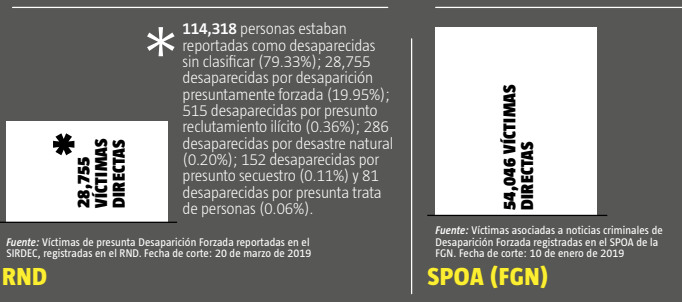 *
114,318 personas estaban
reportadas como desaparecidas
sin clasificar (79.33%); 28,755
desaparecidas por desaparición
presuntamente forzada (19.95%);
515 desaparecidas por presunto
reclutamiento ilícito (0.36%); 286
desaparecidas por desastre natural
(0.20%); 152 desaparecidas por
presunto secuestro (0.11%) y 81
desaparecidas por presunta trata
de personas (0.06%).
*
28,755
VÍCTIMAS
DIRECTAS
Fuente: Víctimas de presunta Desaparición Forzada reportadas en el
SIRDEC, registradas en el RND. Fecha de corte: 20 de marzo de 2019
RND
54,046 VÍCTIMAS
DIRECTAS
Fuente: Víctimas asociadas a noticias criminales de
Desaparición Forzada registradas en el SPOA de la
FGN. Fecha de corte: 10 de enero de 2019
SPOA (FGN)